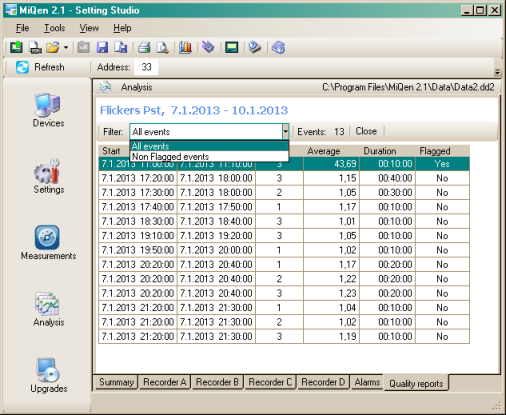 MiQen 2.1 - Setting Studio
File Tools View Help
Refresh Address: 33
Analysis C:\Program Files\MiQen 2.1\Data\Data2.dd2
Devices
Settings
Measurements
Analysis
Upgrades
Flickers Pst, 7.1.2013 - 10.1.2013
Filter: All events Events: 13 Close
All events
Non Flagged events
Start Average Duration Flagged
7.1.2013 11:00:00 7.1.2013 11:10:00 3 43,69 00:10:00 Yes
7.1.2013 17:20:00 7.1.2013 18:00:00 3 1,15 00:40:00 No
7.1.2013 17:30:00 7.1.2013 18:00:00 2 1,05 00:30:00 No
7.1.2013 17:40:00 7.1.2013 17:50:00 1 1,17 00:10:00 No
7.1.2013 18:30:00 7.1.2013 18:40:00 3 1,01 00:10:00 No
7.1.2013 19:10:00 7.1.2013 19:20:00 3 1,05 00:10:00 No
7.1.2013 19:50:00 7.1.2013 20:00:00 1 1,02 00:10:00 No
7.1.2013 20:20:00 7.1.2013 20:40:00 1 1,17 00:20:00 No
7.1.2013 20:20:00 7.1.2013 20:40:00 2 1,22 00:20:00 No
7.1.2013 20:20:00 7.1.2013 20:40:00 3 1,23 00:20:00 No
7.1.2013 21:20:00 7.1.2013 21:30:00 1 1,04 00:10:00 No
7.1.2013 21:20:00 7.1.2013 21:30:00 2 1,02 00:10:00 No
7.1.2013 21:20:00 7.1.2013 21:30:00 3 1,19 00:10:00 No
Summary Recorder A Recorder B Recorder C Recorder D Alarms Quality reports